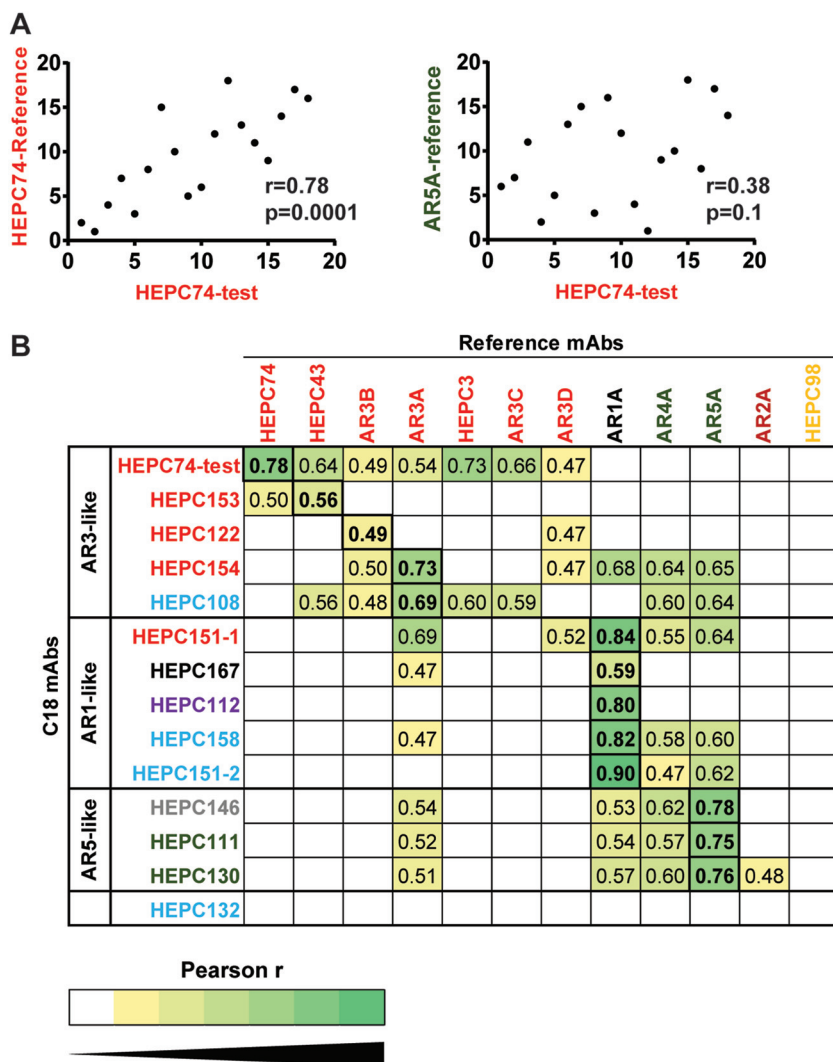 A
HEPC74-Reference
20
15
10
5
0
0 5 10 15 20
r=0.78
p=0.0001
HEPC74-test
AR5A-reference
20
15
10
5
0
0 5 10 15 20
r=0.38
p=0.1
HEPC74-test
B
Reference mAbs
HEPC74 HEPC43 AR3B AR3A HEPC3 AR3C AR3D AR1A AR4A AR5A AR2A HEPC98
C18 mAbs
AR3-like
HEPC74-test 0.78 0.64 0.49 0.54 0.73 0.66 0.47
HEPC153 0.50 0.56
HEPC122 0.49 0.47
HEPC154 0.50 0.73 0.47 0.68 0.64 0.65
HEPC108 0.56 0.48 0.69 0.60 0.59 0.60 0.64
AR1-like
HEPC151-1 0.69 0.52 0.84 0.55 0.64
HEPC167 0.47 0.59
HEPC112 0.80
HEPC158 0.47 0.82 0.58 0.60
HEPC151-2 0.90 0.47 0.62
AR5-like
HEPC146 0.54 0.53 0.62 0.78
HEPC111 0.52 0.54 0.57 0.75
HEPC130 0.51 0.57 0.60 0.76 0.48
HEPC132
Pearson r